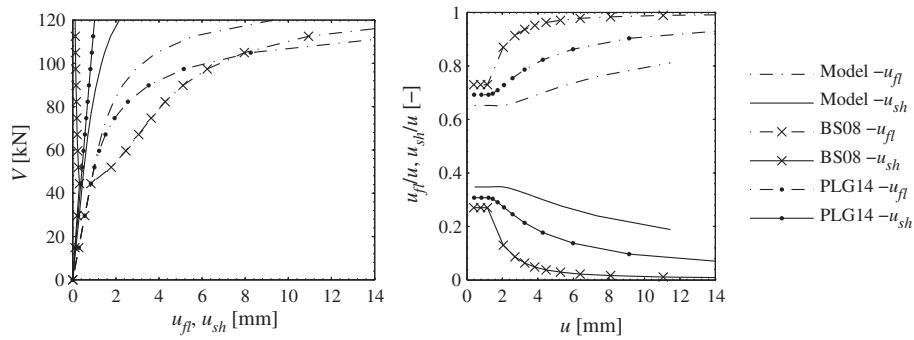 120
100
80
60
40
20
0
V [kN]
0 2 4 6 8 10 12 14
u_fl, u_sh [mm]
1
0.8
0.6
0.4
0.2
0
u_fl/u, u_sh/u [–]
0 2 4 6 8 10 12 14
u [mm]
Model –u_fl
Model –u_sh
BS08 –u_fl
BS08 –u_sh
PLG14 –u_fl
PLG14 –u_sh